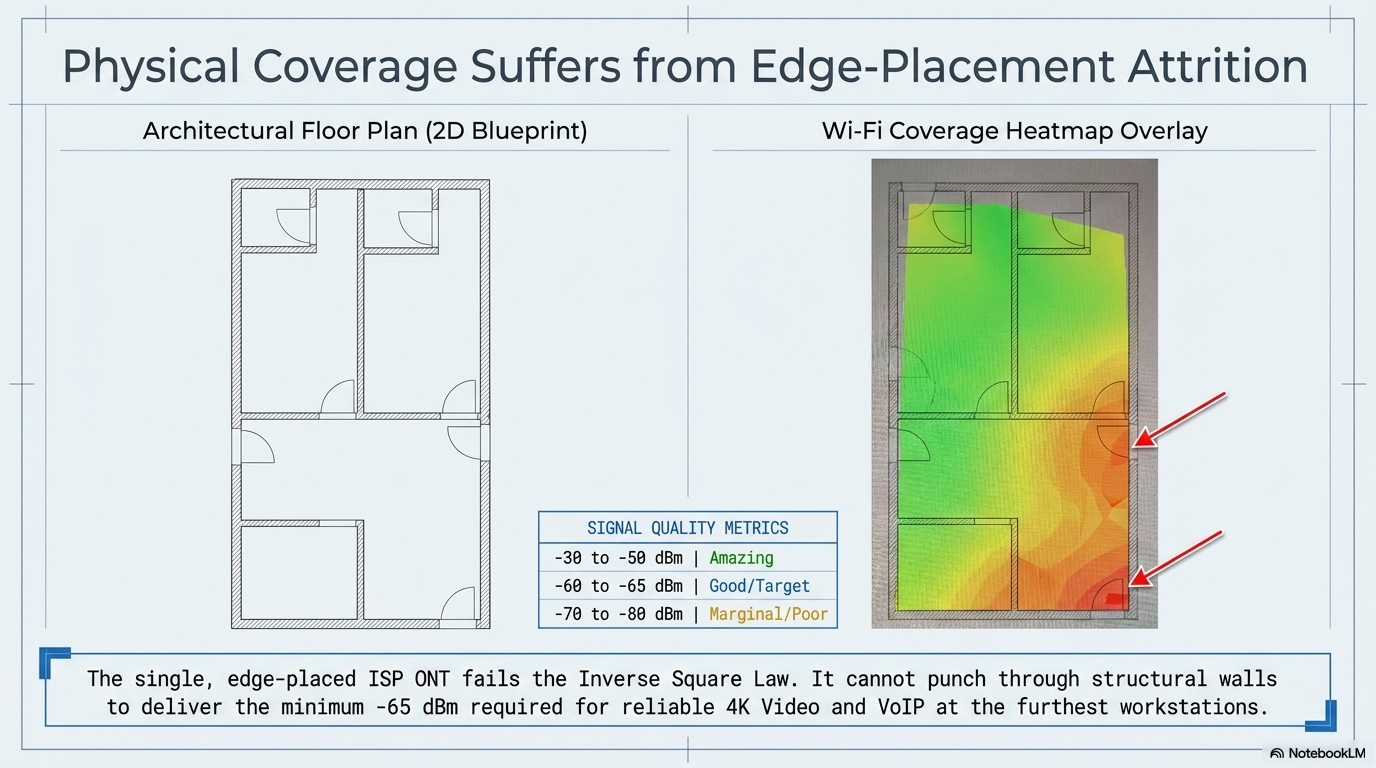 Physical Coverage Suffers from Edge-Placement Attrition
Architectural Floor Plan (2D Blueprint)
Wi-Fi Coverage Heatmap Overlay
SIGNAL QUALITY METRICS
-30 to -50 dBm | Amazing
-60 to -65 dBm | Good/Target
-70 to -80 dBm | Marginal/Poor
The single, edge-placed ISP ONT fails the Inverse Square Law. It cannot punch through structural walls
to deliver the minimum -65 dBm required for reliable 4K Video and VoIP at the furthest workstations.
NotebookLM